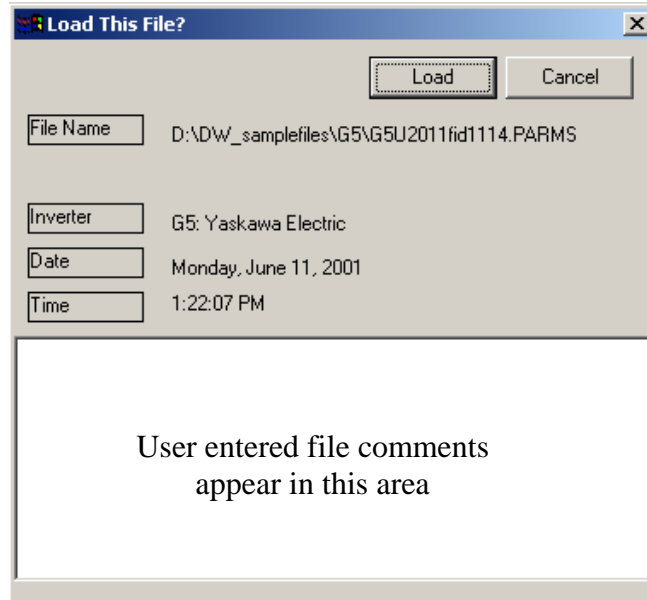 Load This File?
Load Cancel
File Name D:\DW_samplefiles\G5\G5U2011fid1114.PARMS
Inverter G5: Yaskawa Electric
Date Monday, June 11, 2001
Time 1:22:07 PM
User entered file comments
appear in this area